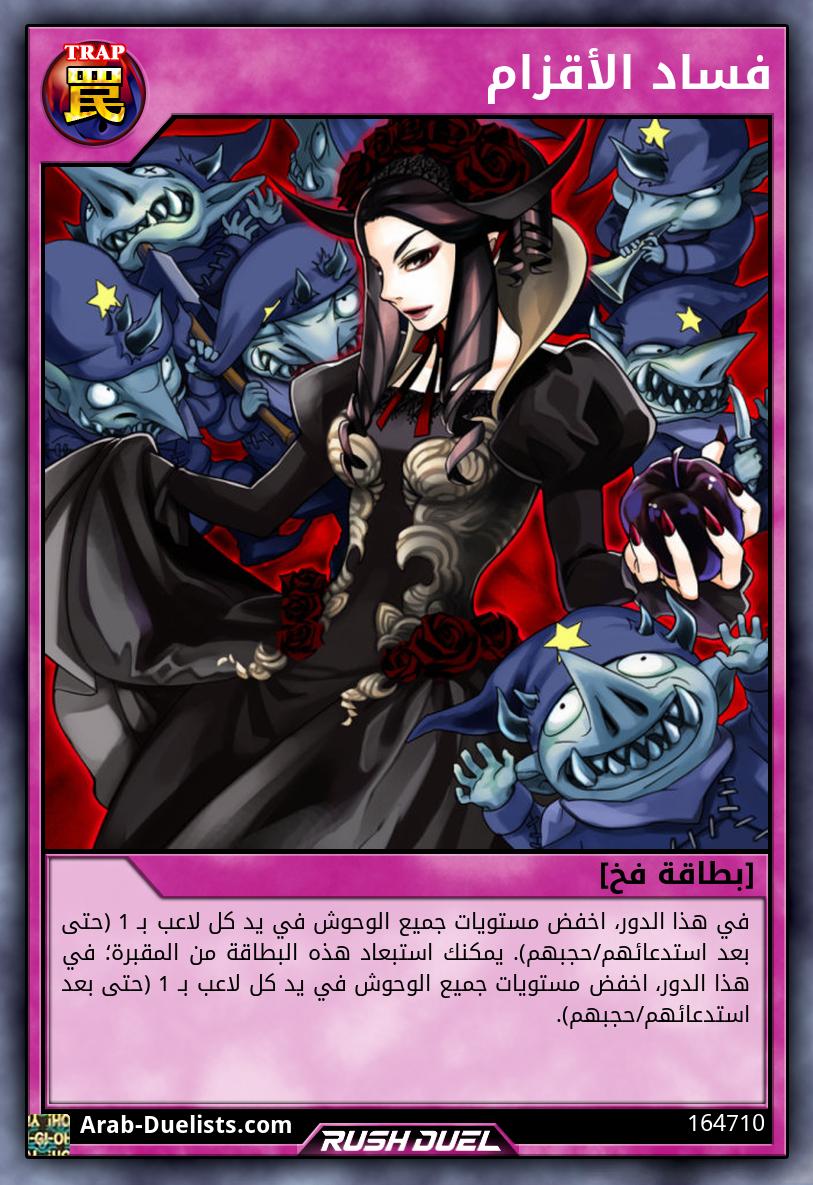 TRAP
罠
فساد الأقزام
[بطاقة فخ]
في هذا الدور، اخفض مستويات جميع الوحوش في يد كل لاعب بـ 1 (حتى
بعد استدعائهم/حجبهم). يمكنك استبعاد هذه البطاقة من المقبرة؛ في
هذا الدور، اخفض مستويات جميع الوحوش في يد كل لاعب بـ 1 (حتى بعد
استدعائهم/حجبهم).
Arab-Duelists.com
RUSH DUEL
164710